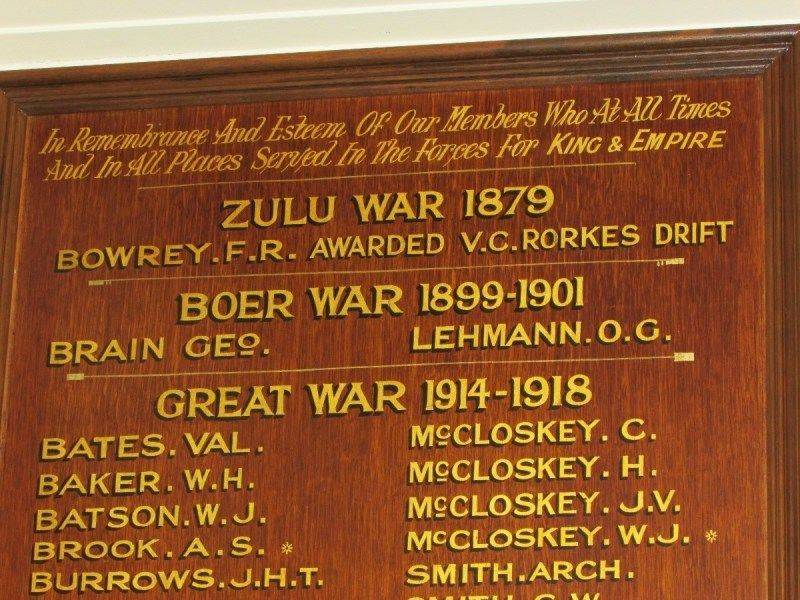 In Remembrance And Esteem Of Our Members Who At All Times
And In All Places Served In The Forces For KING & EMPIRE
ZULU WAR 1879
BOWREY.F.R. AWARDED V.C.RORKES DRIFT
BOER WAR 1899-1901
BRAIN GEO. LEHMANN.O.G.
GREAT WAR 1914-1918
BATES.VAL. McCLOSKEY. C.
BAKER.W.H. McCLOSKEY. H.
BATSON.W.J. McCLOSKEY. J.V.
BROOK.A.S. * McCLOSKEY. W.J. *
BURROWS.J.H.T. SMITH.ARCH.